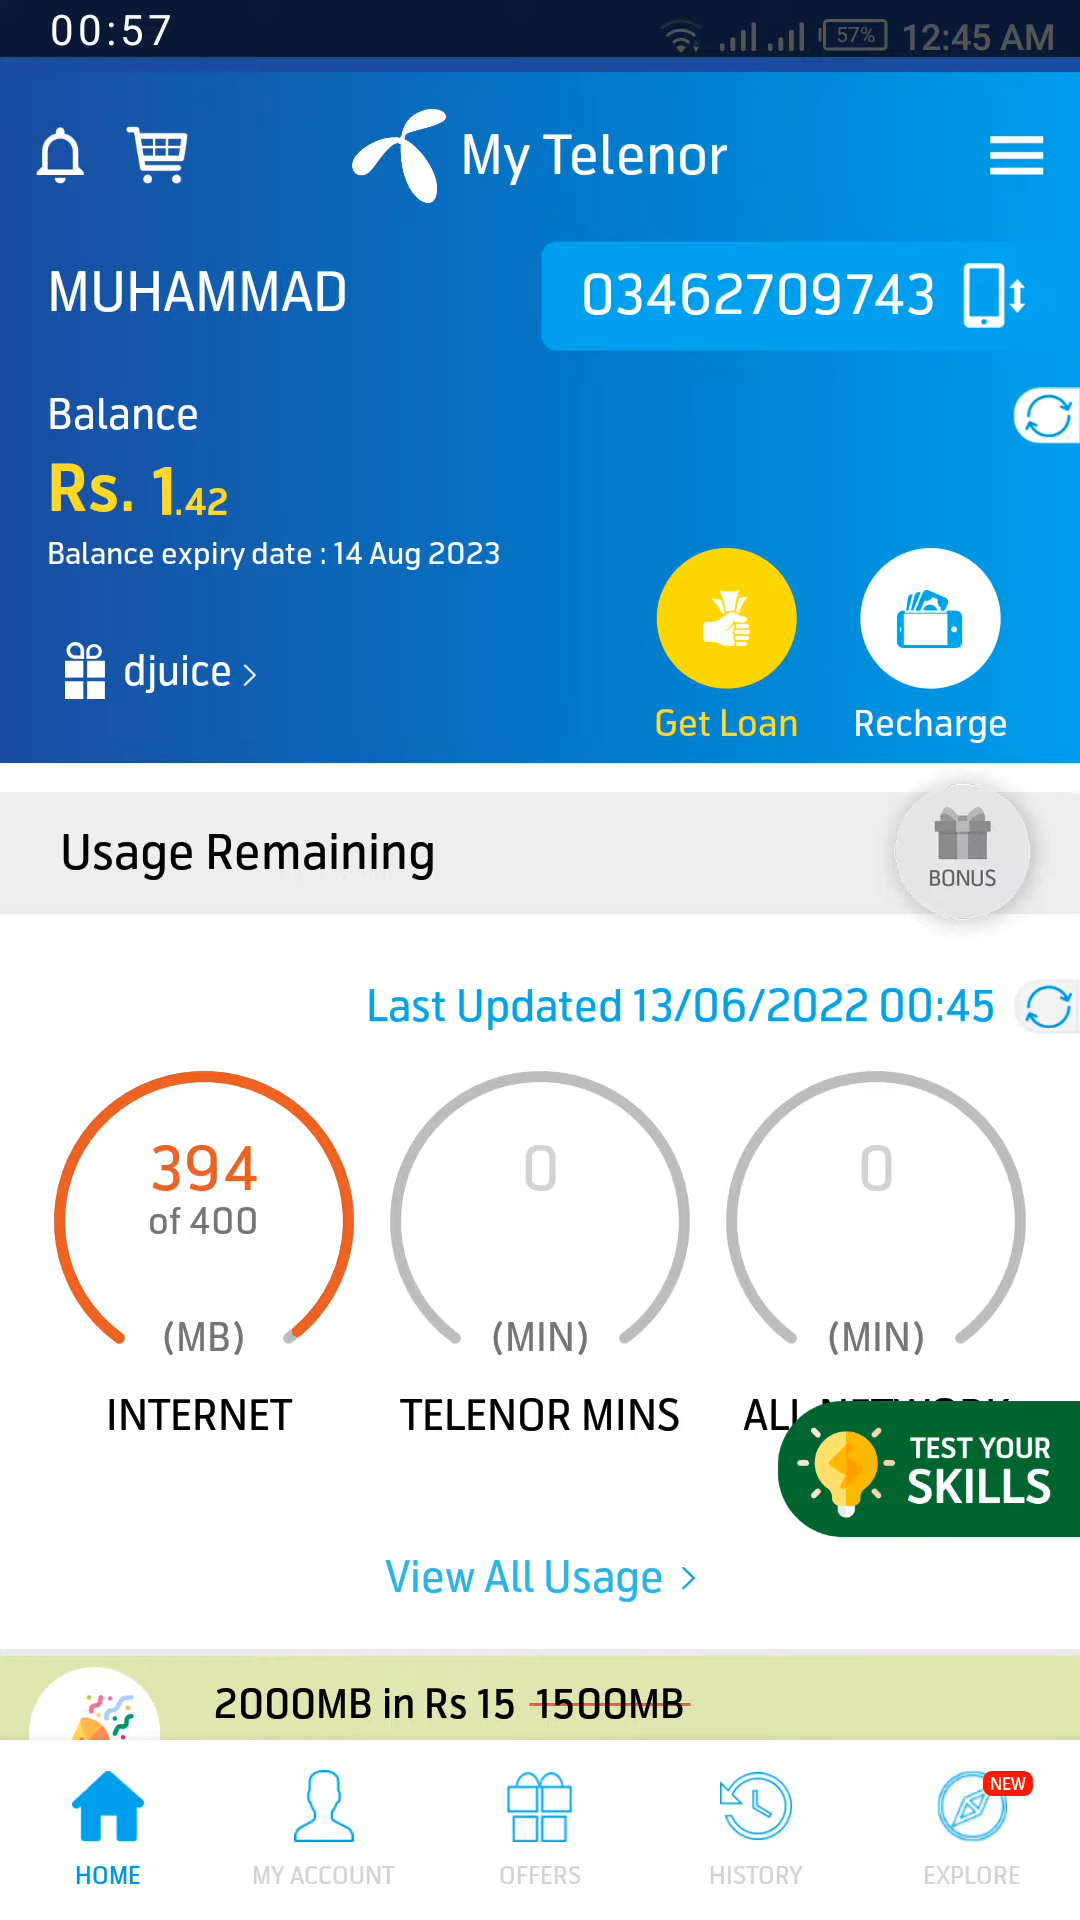 00:57
57% 12:45 AM
My Telenor
MUHAMMAD
03462709743
Balance
Rs. 1.42
Balance expiry date : 14 Aug 2023
djuice >
Get Loan
Recharge
Usage Remaining
BONUS
Last Updated 13/06/2022 00:45
394
of 400
(MB)
INTERNET
0
(MIN)
TELENOR MINS
0
(MIN)
ALL NETWORK
TEST YOUR
SKILLS
View All Usage >
2000MB in Rs 15 1500MB
HOME
MY ACCOUNT
OFFERS
HISTORY
NEW
EXPLORE